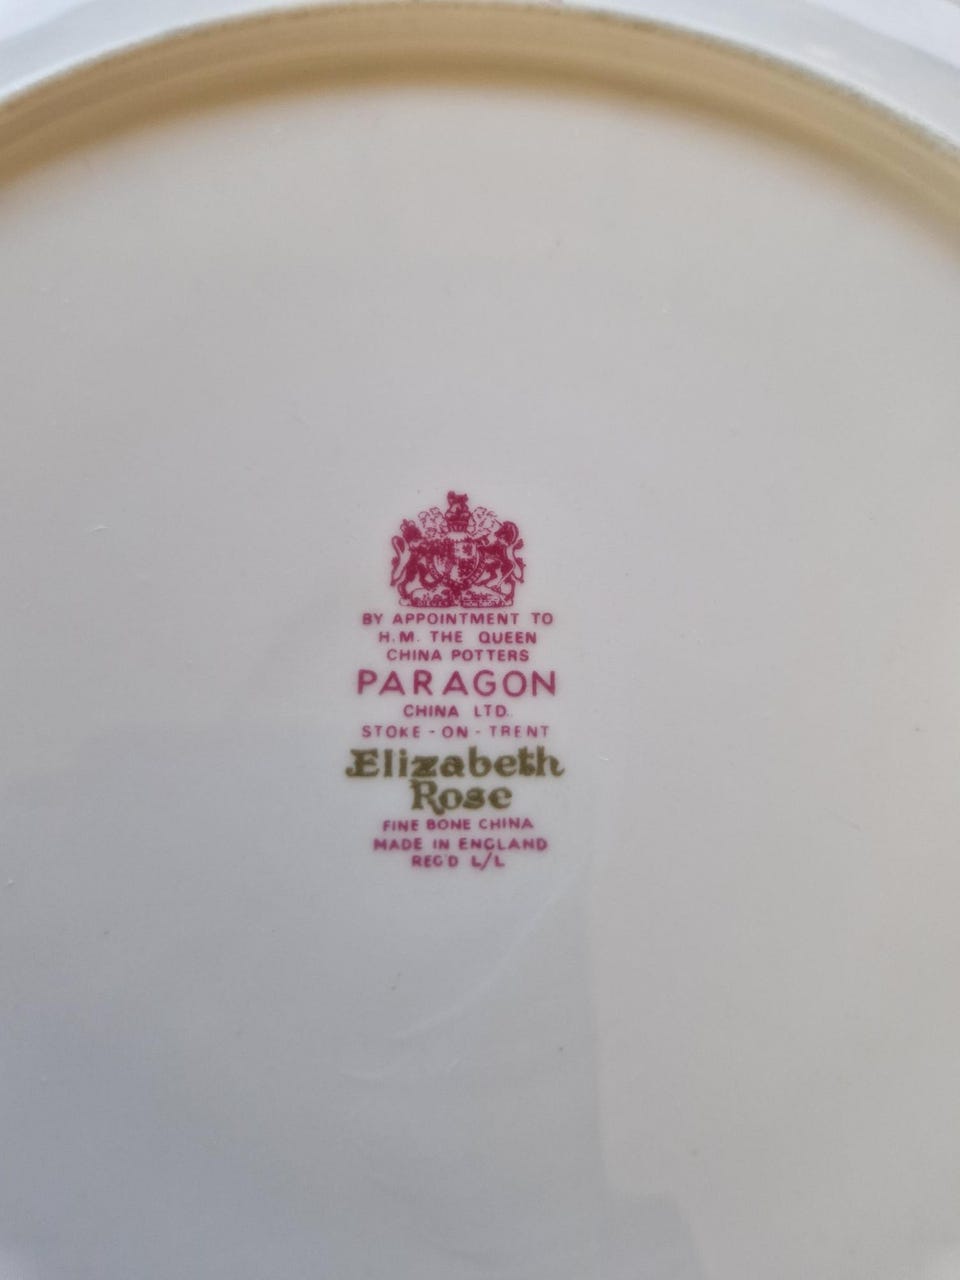 BY APPOINTMENT TO
H.M. THE QUEEN
CHINA POTTERS
PARAGON
CHINA LTD.
STOKE-ON-TRENT
Elizabeth
Rose
FINE BONE CHINA
MADE IN ENGLAND
REG'D L/L